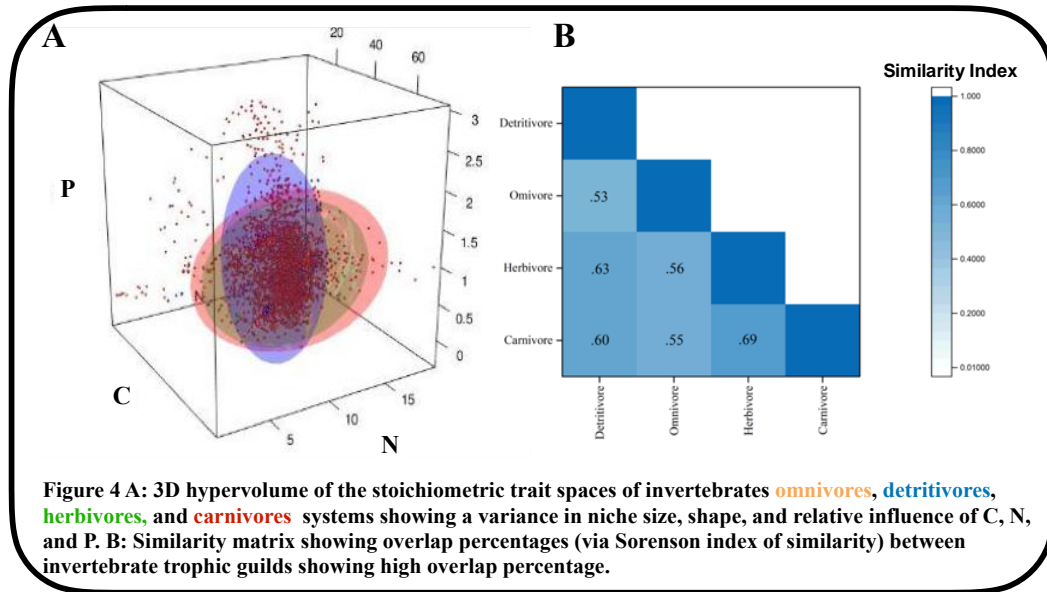 A
B
20
40
60
3
2.5
2
1.5
1
0.5
0
P
C
N
5
10
15
Similarity Index
Detritivore
Omivore
Herbivore
Carnivore
.53
.63 .56
.60 .55 .69
Detritivore
Omnivore
Herbivore
Carnivore
1.000
0.8000
0.6000
0.4000
0.2000
0.01000
Figure 4 A: 3D hypervolume of the stoichiometric trait spaces of invertebrates omnivores, detritivores,
herbivores, and carnivores systems showing a variance in niche size, shape, and relative influence of C, N,
and P. B: Similarity matrix showing overlap percentages (via Sorenson index of similarity) between
invertebrate trophic guilds showing high overlap percentage.